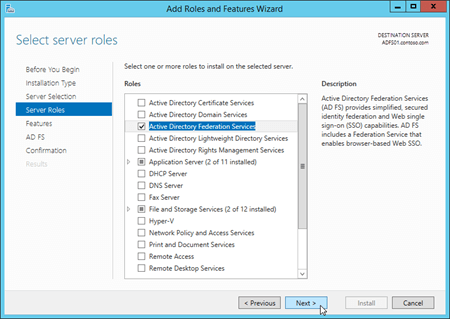 Add Roles and Features Wizard
Select server roles
DESTINATION SERVER
ADFS01.contoso.com
Before You Begin
Installation Type
Server Selection
Server Roles
Features
AD FS
Confirmation
Results
Select one or more roles to install on the selected server.
Roles
Active Directory Certificate Services
Active Directory Domain Services
Active Directory Federation Services
Active Directory Lightweight Directory Services
Active Directory Rights Management Services
Application Server (2 of 11 installed)
DHCP Server
DNS Server
Fax Server
File and Storage Services (2 of 12 installed)
Hyper-V
Network Policy and Access Services
Print and Document Services
Remote Access
Remote Desktop Services
Description
Active Directory Federation Services
(AD FS) provides simplified, secured
identity federation and Web single
sign-on (SSO) capabilities. AD FS
includes a Federation Service that
enables browser-based Web SSO.
< Previous
Next >
Install
Cancel